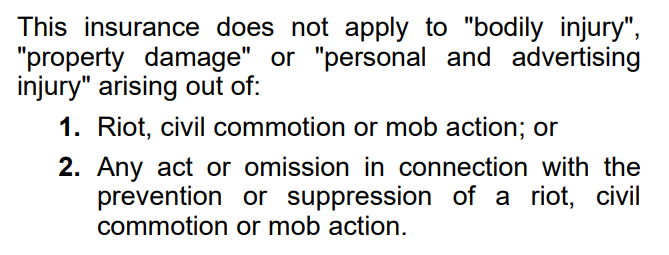 This insurance does not apply to "bodily injury",
"property damage" or "personal and advertising
injury" arising out of:
1. Riot, civil commotion or mob action; or
2. Any act or omission in connection with the
prevention or suppression of a riot, civil
commotion or mob action.